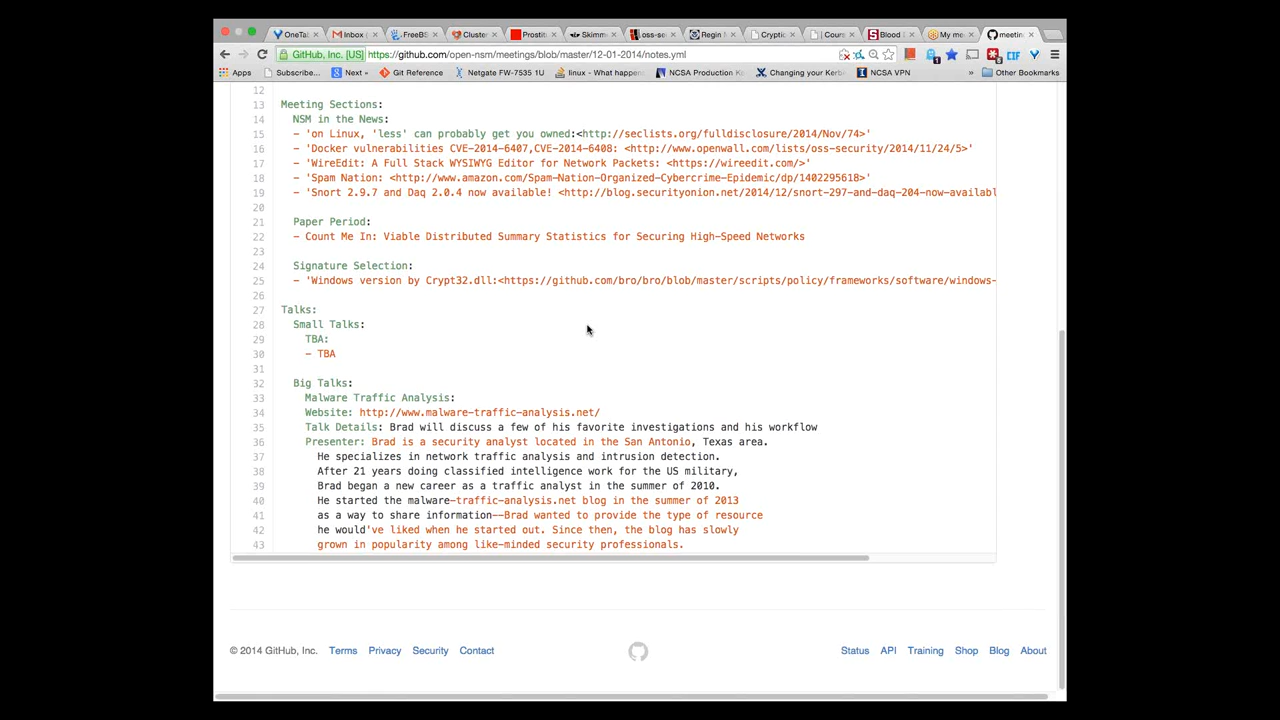 OneTa
Inbox (
FreeBS
Cluster
Prostit
Skimm
Loss-se
Regin
Cryptic
Cours
Blood
My me
meetin
GitHub, Inc. [US] https://github.com/open-nsm/meetings/blob/master/12-01-2014/notes.yml
Apps Subscribe... Next » Git Reference Netgate FW-7535 1U linux - What happen NCSA Production K Changing your Kerb NCSA VPN » Other Bookmarks
12
13 Meeting Sections:
14 NSM in the News:
15 - 'on Linux, 'less' can probably get you owned:<http://seclists.org/fulldisclosure/2014/Nov/74>'
16 - 'Docker vulnerabilities CVE-2014-6407,CVE-2014-6408: <http://www.openwall.com/lists/oss-security/2014/11/24/5>'
17 - 'WireEdit: A Full Stack WYSIWYG Editor for Network Packets: <https://wireedit.com/>'
18 - 'Spam Nation: <http://www.amazon.com/Spam-Nation-Organized-Cybercrime-Epidemic/dp/1402295618>'
19 - 'Snort 2.9.7 and Daq 2.0.4 now available! <http://blog.securityonion.net/2014/12/snort-297-and-daq-204-now-availabl
20
21 Paper Period:
22 - Count Me In: Viable Distributed Summary Statistics for Securing High-Speed Networks
23
24 Signature Selection:
25 - 'Windows version by Crypt32.dll:<https://github.com/bro/bro/blob/master/scripts/policy/frameworks/software/windows-
26
27 Talks:
28 Small Talks:
29 TBA:
30 - TBA
31
32 Big Talks:
33 Malware Traffic Analysis:
34 Website: http://www.malware-traffic-analysis.net/
35 Talk Details: Brad will discuss a few of his favorite investigations and his workflow
36 Presenter: Brad is a security analyst located in the San Antonio, Texas area.
37 He specializes in network traffic analysis and intrusion detection.
38 After 21 years doing classified intelligence work for the US military,
39 Brad began a new career as a traffic analyst in the summer of 2010.
40 He started the malware-traffic-analysis.net blog in the summer of 2013
41 as a way to share information--Brad wanted to provide the type of resource
42 he would've liked when he started out. Since then, the blog has slowly
43 grown in popularity among like-minded security professionals.
© 2014 GitHub, Inc. Terms Privacy Security Contact Status API Training Shop Blog About